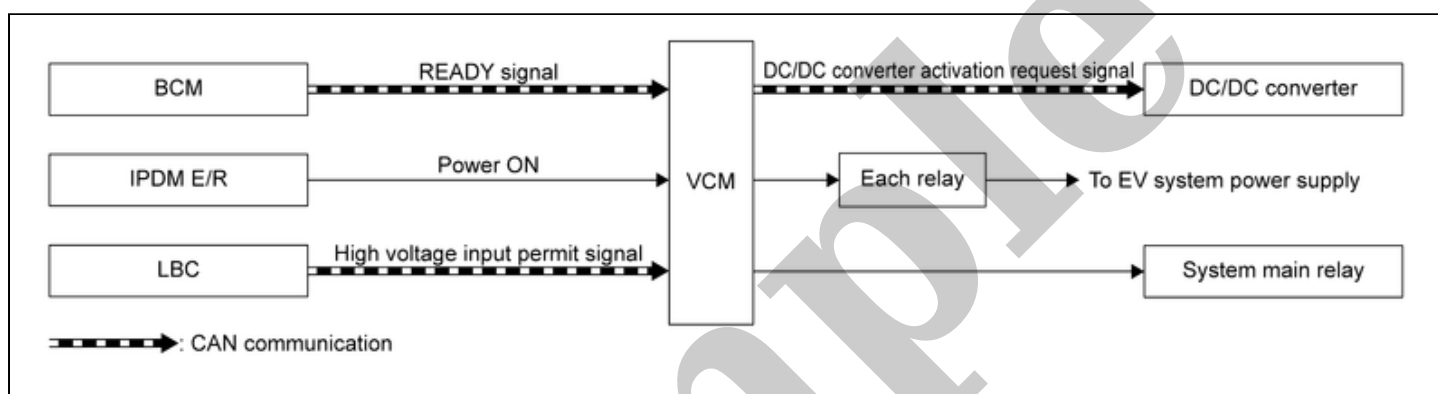 READY signal
BCM
DC/DC converter activation request signal
DC/DC converter
Power ON
IPDM E/R
VCM
Each relay
To EV system power supply
High voltage input permit signal
LBC
System main relay
: CAN communication